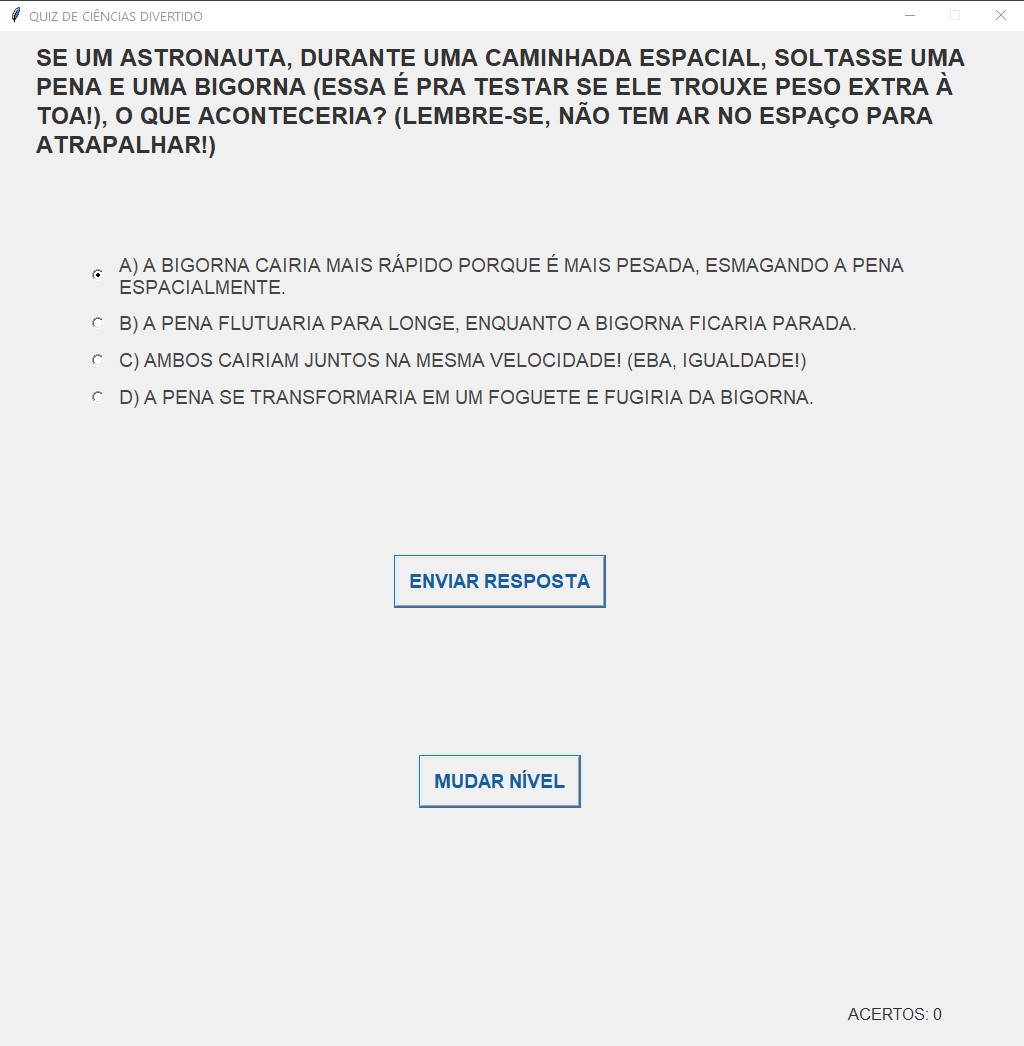 QUIZ DE CIÊNCIAS DIVERTIDO
SE UM ASTRONAUTA, DURANTE UMA CAMINHADA ESPACIAL, SOLTASSE UMA
PENA E UMA BIGORNA (ESSA É PRA TESTAR SE ELE TROUXE PESO EXTRA À
TOA!), O QUE ACONTECERIA? (LEMBRE-SE, NÃO TEM AR NO ESPAÇO PARA
ATRAPALHAR!)
A) A BIGORNA CAIRIA MAIS RÁPIDO PORQUE É MAIS PESADA, ESMAGANDO A PENA
ESPACIALMENTE.
B) A PENA FLUTUARIA PARA LONGE, ENQUANTO A BIGORNA FICARIA PARADA.
C) AMBOS CAIRIAM JUNTOS NA MESMA VELOCIDADE! (EBA, IGUALDADE!)
D) A PENA SE TRANSFORMARIA EM UM FOGUETE E FUGIRIA DA BIGORNA.
ENVIAR RESPOSTA
MUDAR NÍVEL
ACERTOS: 0